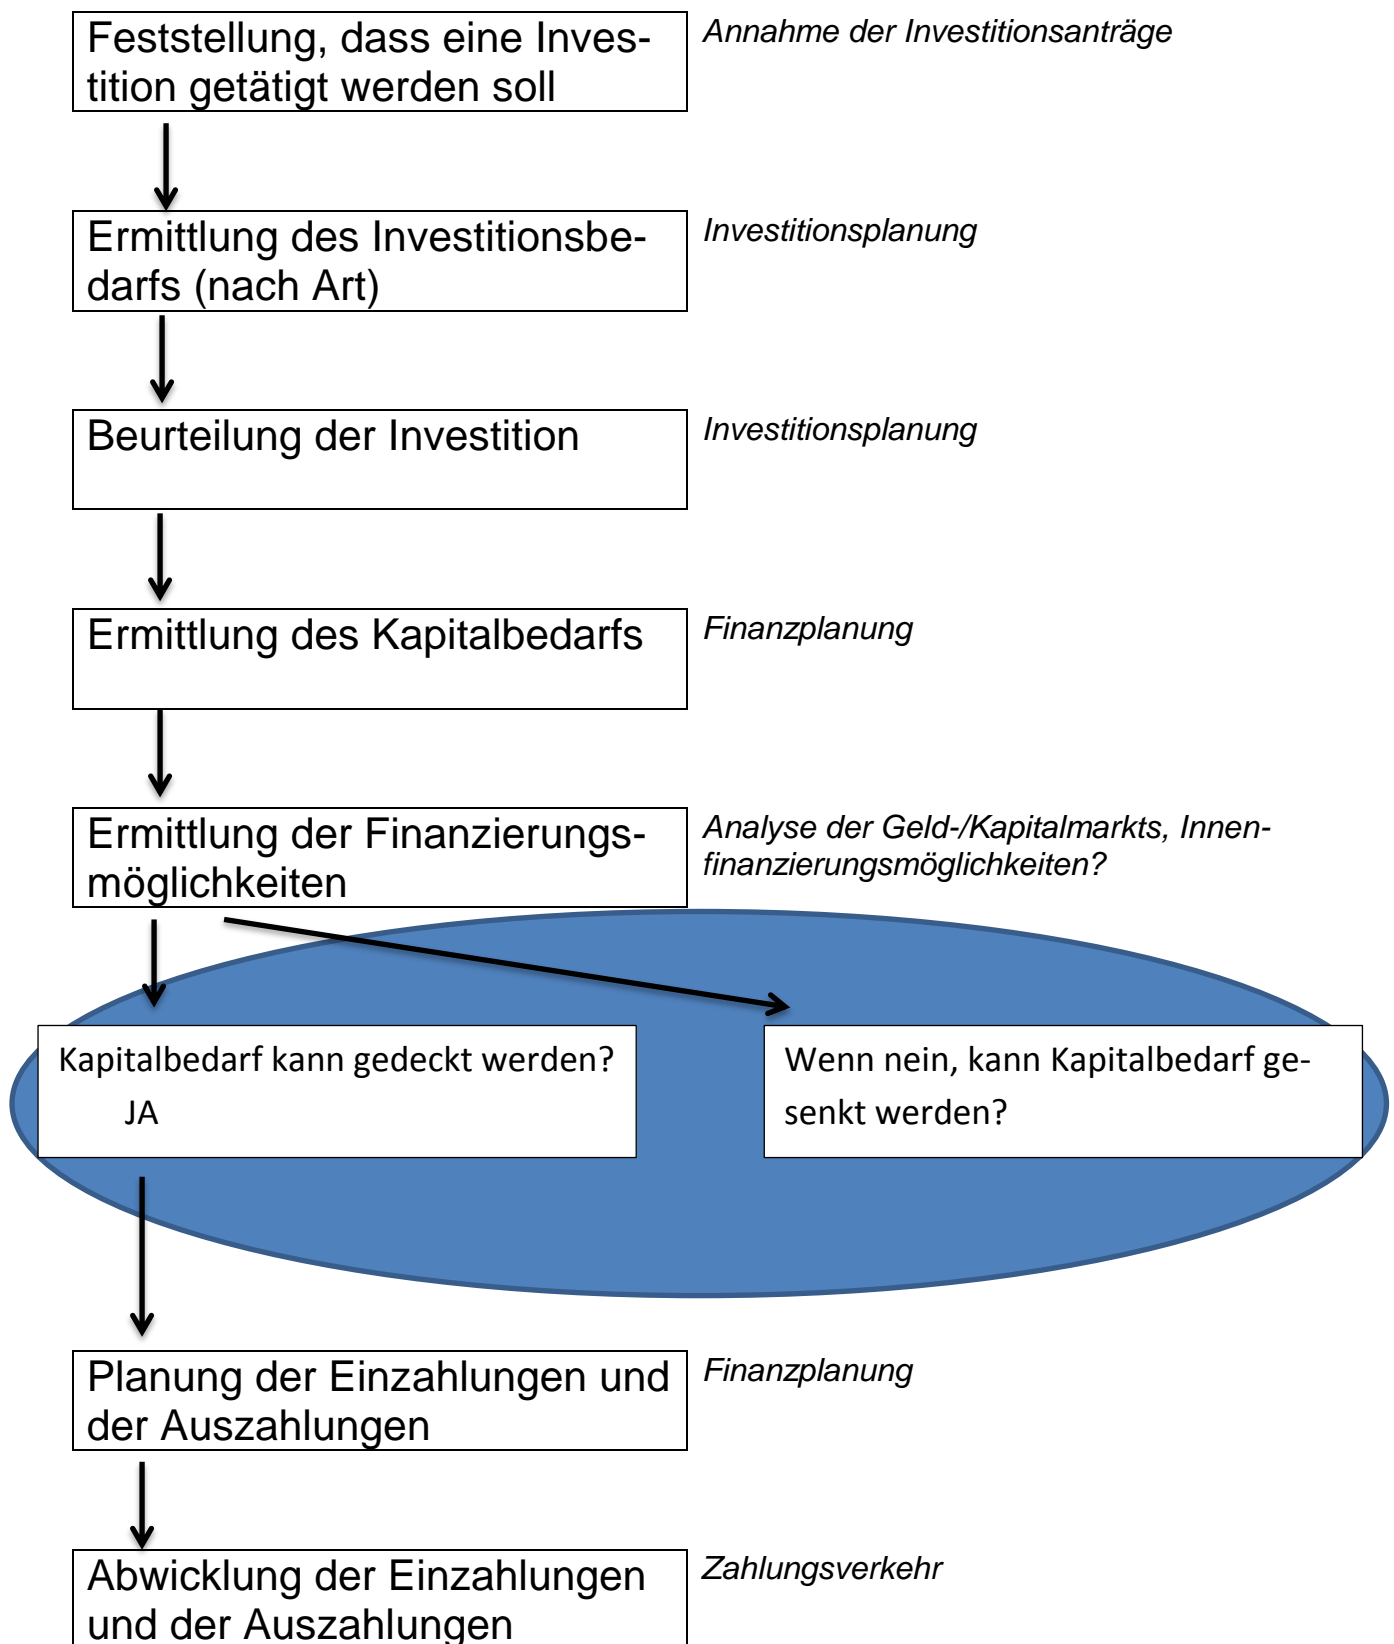 Feststellung, dass eine Inves-
tition getätigt werden soll
Annahme der Investitionsanträge
Ermittlung des Investitionsbe-
darfs (nach Art)
Investitionsplanung
Beurteilung der Investition
Investitionsplanung
Ermittlung des Kapitalbedarfs
Finanzplanung
Ermittlung der Finanzierungs-
möglichkeiten
Analyse der Geld-/Kapitalmarkts, Innen-
finanzierungsmöglichkeiten?
Kapitalbedarf kann gedeckt werden?
JA
Wenn nein, kann Kapitalbedarf ge-
senkt werden?
Planung der Einzahlungen und
der Auszahlungen
Finanzplanung
Abwicklung der Einzahlungen
und der Auszahlungen
Zahlungsverkehr